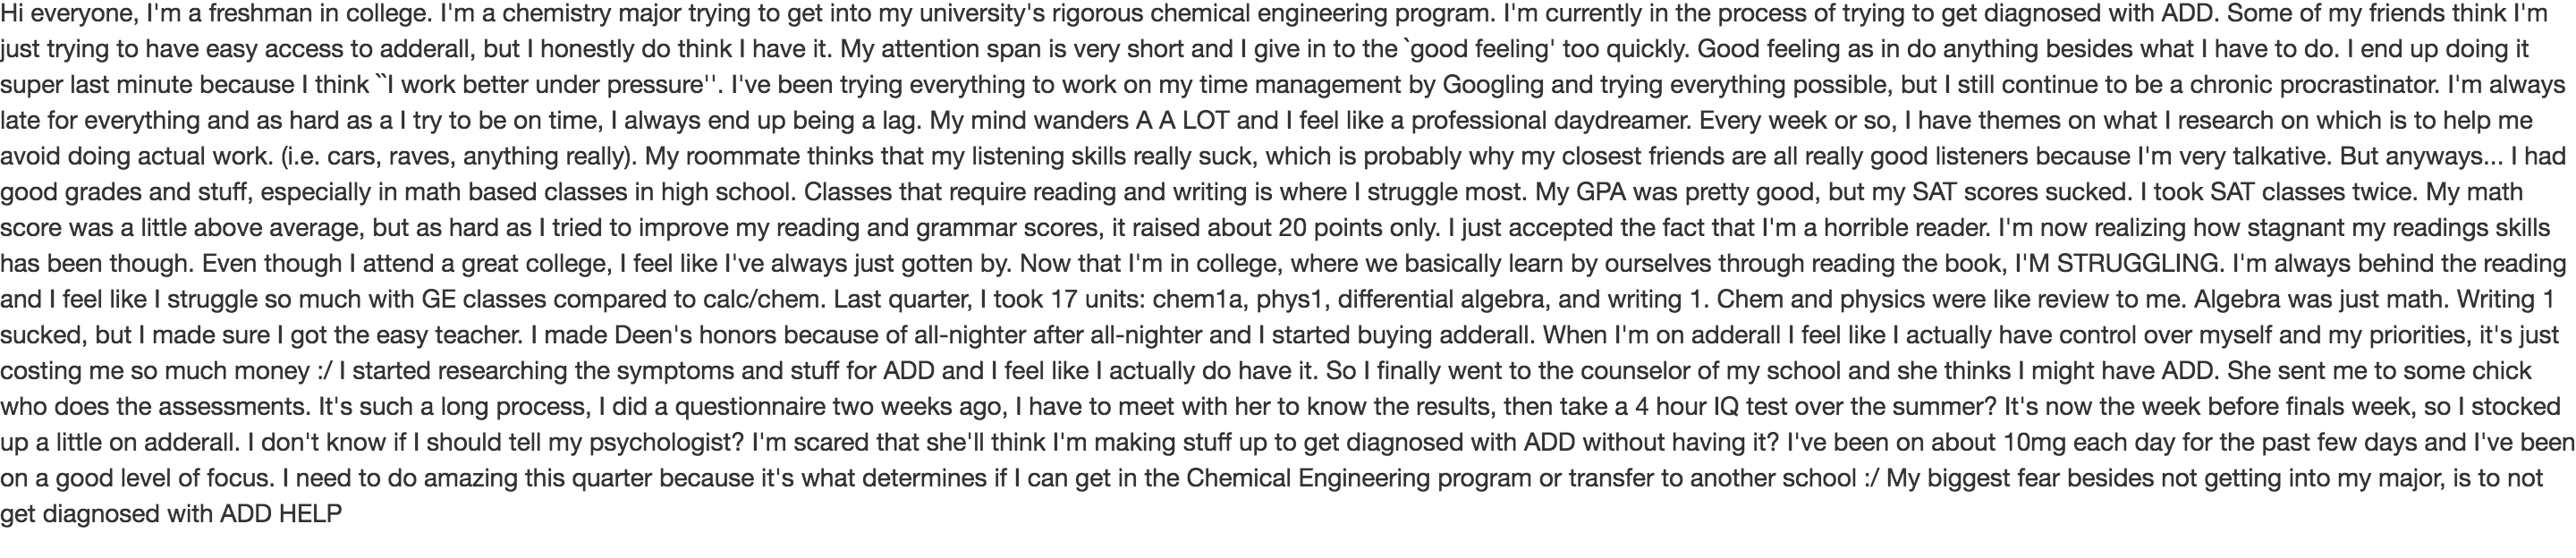 Hi everyone, I'm a freshman in college. I'm a chemistry major trying to get into my university's rigorous chemical engineering program. I'm currently in the process of trying to get diagnosed with ADD. Some of my friends think I'm
just trying to have easy access to adderall, but I honestly do think I have it. My attention span is very short and I give in to the `good feeling' too quickly. Good feeling as in do anything besides what I have to do. I end up doing it
super last minute because I think ``I work better under pressure''. I've been trying everything to work on my time management by Googling and trying everything possible, but I still continue to be a chronic procrastinator. I'm always
late for everything and as hard as a I try to be on time, I always end up being a lag. My mind wanders A A LOT and I feel like a professional daydreamer. Every week or so, I have themes on what I research on which is to help me
avoid doing actual work. (i.e. cars, raves, anything really). My roommate thinks that my listening skills really suck, which is probably why my closest friends are all really good listeners because I'm very talkative. But anyways... I had
good grades and stuff, especially in math based classes in high school. Classes that require reading and writing is where I struggle most. My GPA was pretty good, but my SAT scores sucked. I took SAT classes twice. My math
score was a little above average, but as hard as I tried to improve my reading and grammar scores, it raised about 20 points only. I just accepted the fact that I'm a horrible reader. I'm now realizing how stagnant my readings skills
has been though. Even though I attend a great college, I feel like I've always just gotten by. Now that I'm in college, where we basically learn by ourselves through reading the book, I'M STRUGGLING. I'm always behind the reading
and I feel like I struggle so much with GE classes compared to calc/chem. Last quarter, I took 17 units: chem1a, phys1, differential algebra, and writing 1. Chem and physics were like review to me. Algebra was just math. Writing 1
sucked, but I made sure I got the easy teacher. I made Deen's honors because of all-nighter after all-nighter and I started buying adderall. When I'm on adderall I feel like I actually have control over myself and my priorities, it's just
costing me so much money :/ I started researching the symptoms and stuff for ADD and I feel like I actually do have it. So I finally went to the counselor of my school and she thinks I might have ADD. She sent me to some chick
who does the assessments. It's such a long process, I did a questionnaire two weeks ago, I have to meet with her to know the results, then take a 4 hour IQ test over the summer? It's now the week before finals week, so I stocked
up a little on adderall. I don't know if I should tell my psychologist? I'm scared that she'll think I'm making stuff up to get diagnosed with ADD without having it? I've been on about 10mg each day for the past few days and I've been
on a good level of focus. I need to do amazing this quarter because it's what determines if I can get in the Chemical Engineering program or transfer to another school :/ My biggest fear besides not getting into my major, is to not
get diagnosed with ADD HELP